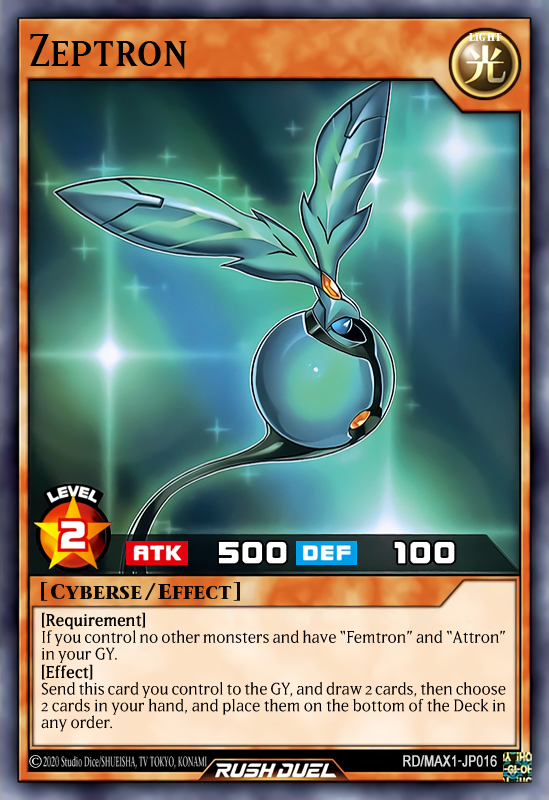 Zeptron
LIGHT
光
LEVEL
2
ATK 500 DEF 100
[Cyberse/Effect]
[Requirement]
If you control no other monsters and have “Femtron” and “Attron”
in your GY.
[Effect]
Send this card you control to the GY, and draw 2 cards, then choose
2 cards in your hand, and place them on the bottom of the Deck in
any order.
©2020 Studio Dice/SHUEISHA, TV TOKYO, KONAMI
RUSH DUEL
RD/MAX1-JP016